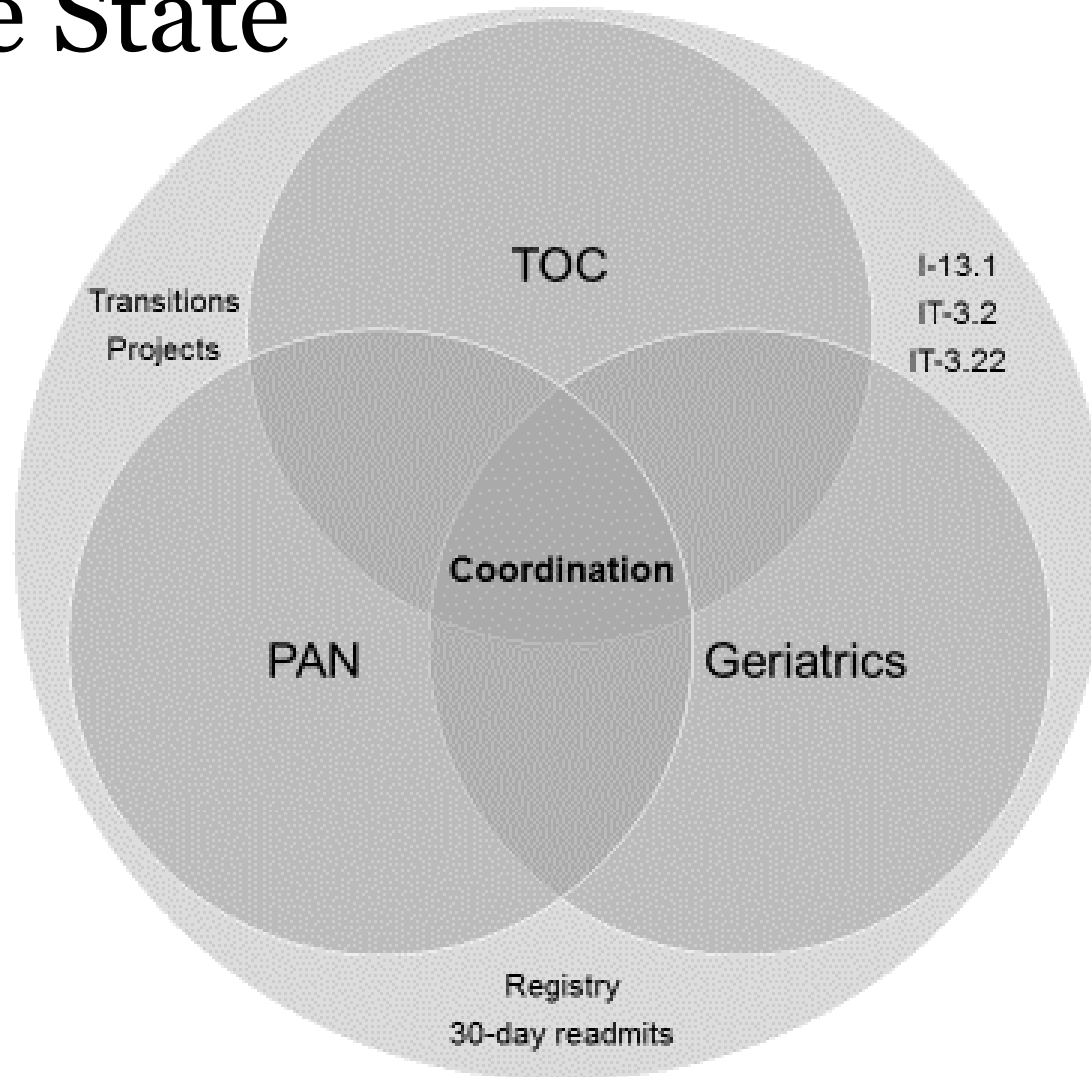 e State
TOC
Transitions
Projects
I-13.1
IT-3.2
IT-3.22
Coordination
PAN
Geriatrics
Registry
30-day readmits